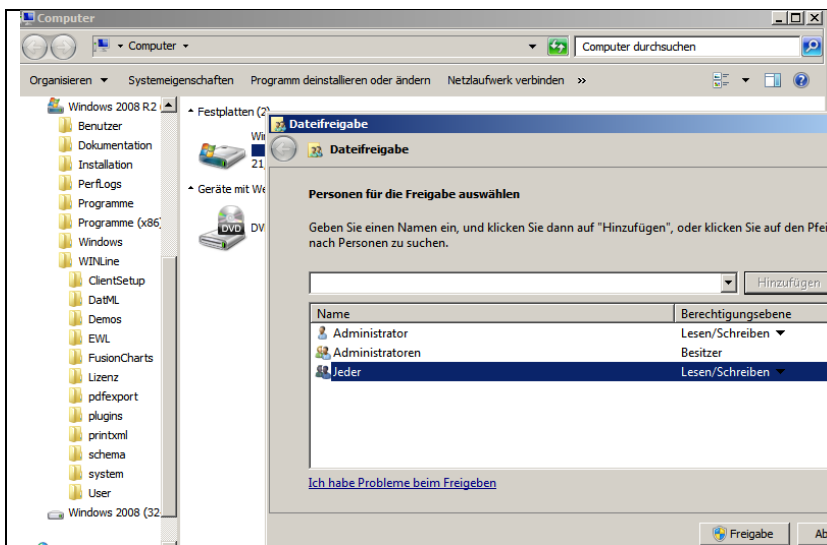 Computer
Computer
Computer durchsuchen
Organisieren
Systemeigenschaften
Programm deinstallieren oder ändern
Netzlaufwerk verbinden
»
Windows 2008 R2
Benutzer
Dokumentation
Installation
PerfLogs
Programme
Programme (x86)
Windows
WINLine
ClientSetup
DatML
Demos
EWL
FusionCharts
Lizenz
pdfexport
plugins
printxml
schema
system
User
Windows 2008 (32
Festplatten (2)
21
Geräte mit We
DVD
DV
Dateifreigabe
Dateifreigabe
Personen für die Freigabe auswählen
Geben Sie einen Namen ein, und klicken Sie dann auf "Hinzufügen", oder klicken Sie auf den Pfei
nach Personen zu suchen.
Hinzufügen
Name Berechtigungsebene
Administrator Lesen/Schreiben
Administratoren Besitzer
Jeder Lesen/Schreiben
Ich habe Probleme beim Freigeben
Freigabe
Ab